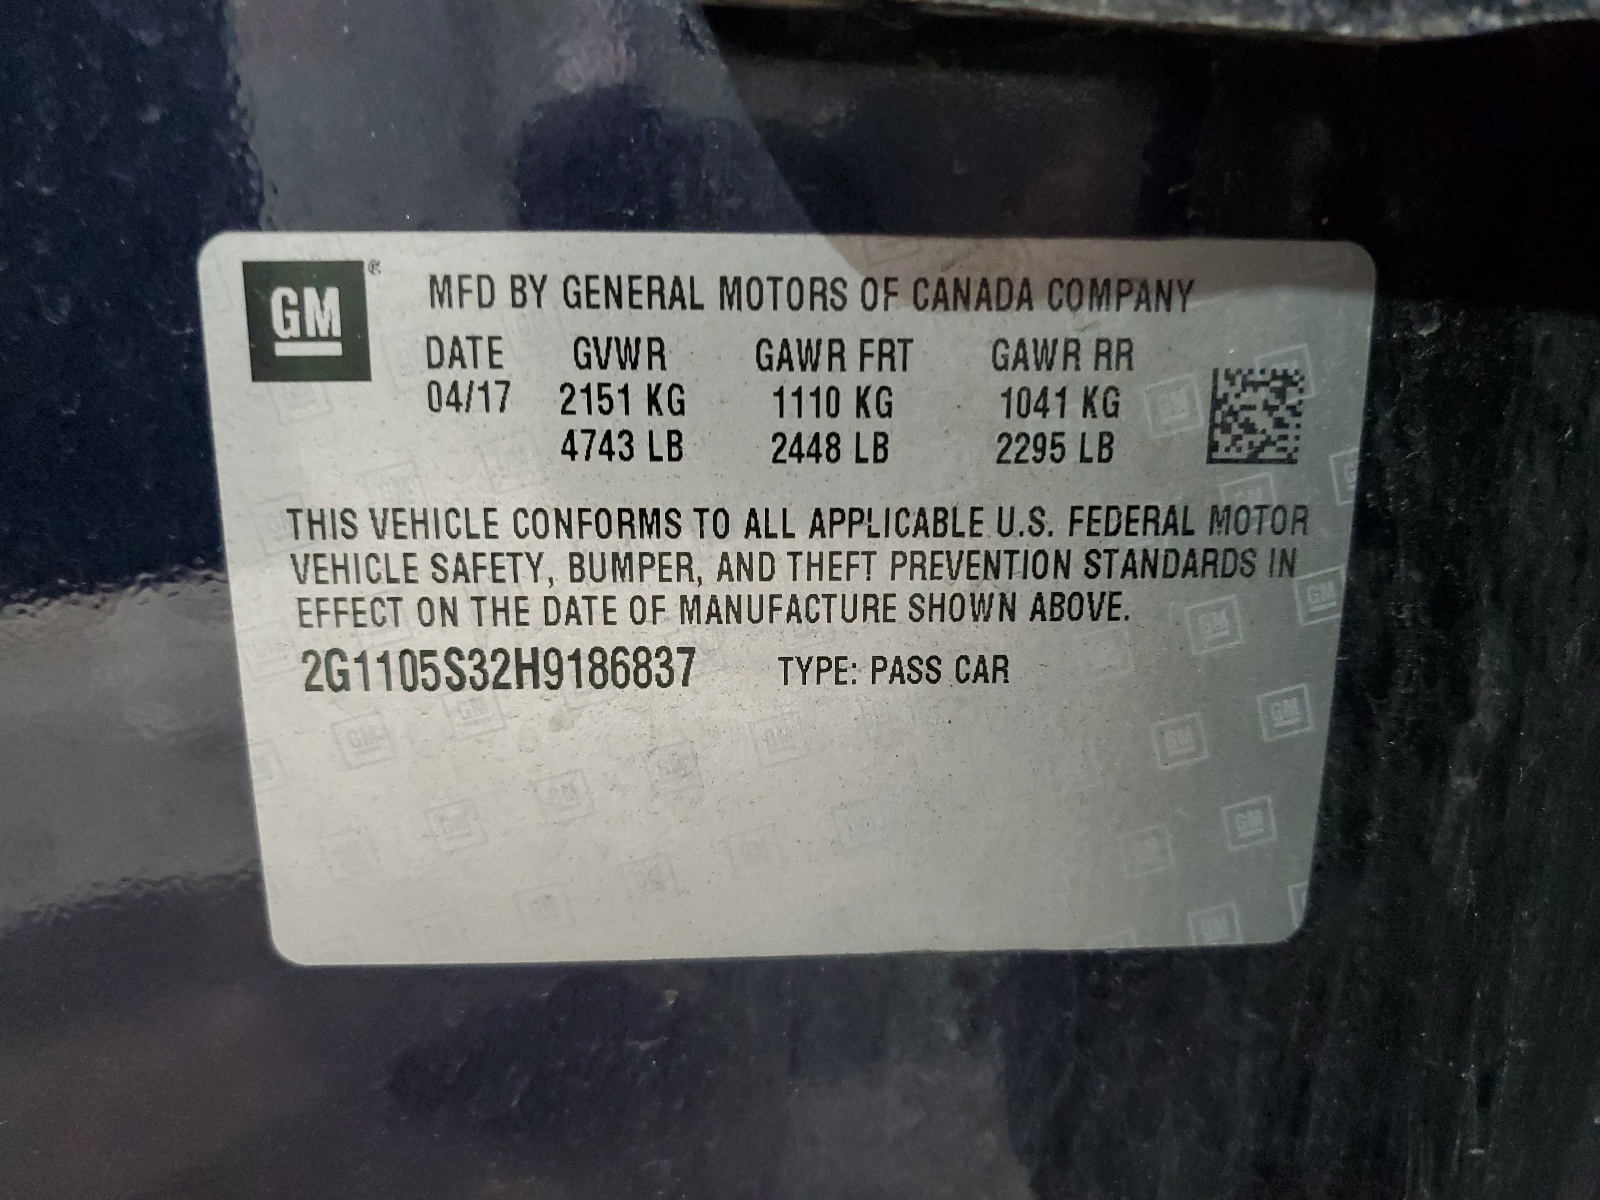 GM®
MFD BY GENERAL MOTORS OF CANADA COMPANY
DATE GVWR GAWR FRT GAWR RR
04/17 2151 KG 1110 KG 1041 KG
4743 LB 2448 LB 2295 LB
THIS VEHICLE CONFORMS TO ALL APPLICABLE U.S. FEDERAL MOTOR
VEHICLE SAFETY, BUMPER, AND THEFT PREVENTION STANDARDS IN
EFFECT ON THE DATE OF MANUFACTURE SHOWN ABOVE.
2G1105S32H9186837 TYPE: PASS CAR